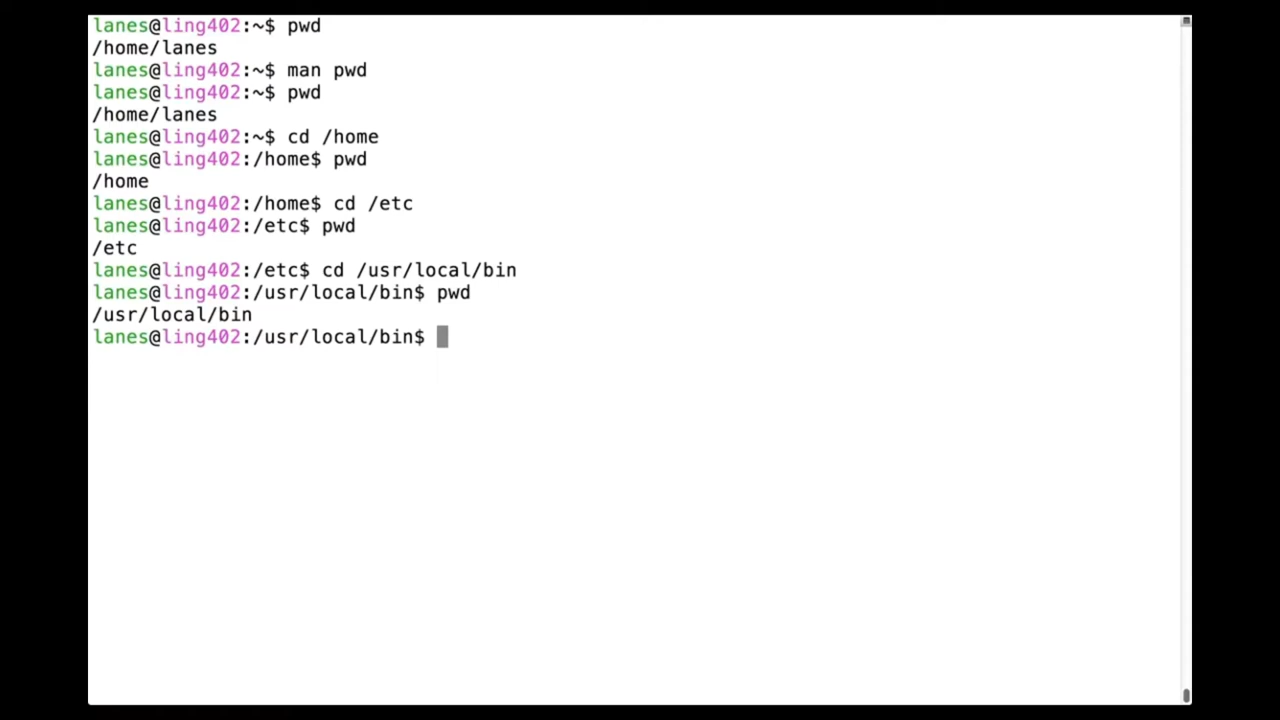 lanes@ling402:~$ pwd
/home/lanes
lanes@ling402:~$ man pwd
lanes@ling402:~$ pwd
/home/lanes
lanes@ling402:~$ cd /home
lanes@ling402:/home$ pwd
/home
lanes@ling402:/home$ cd /etc
lanes@ling402:/etc$ pwd
/etc
lanes@ling402:/etc$ cd /usr/local/bin
lanes@ling402:/usr/local/bin$ pwd
/usr/local/bin
lanes@ling402:/usr/local/bin$